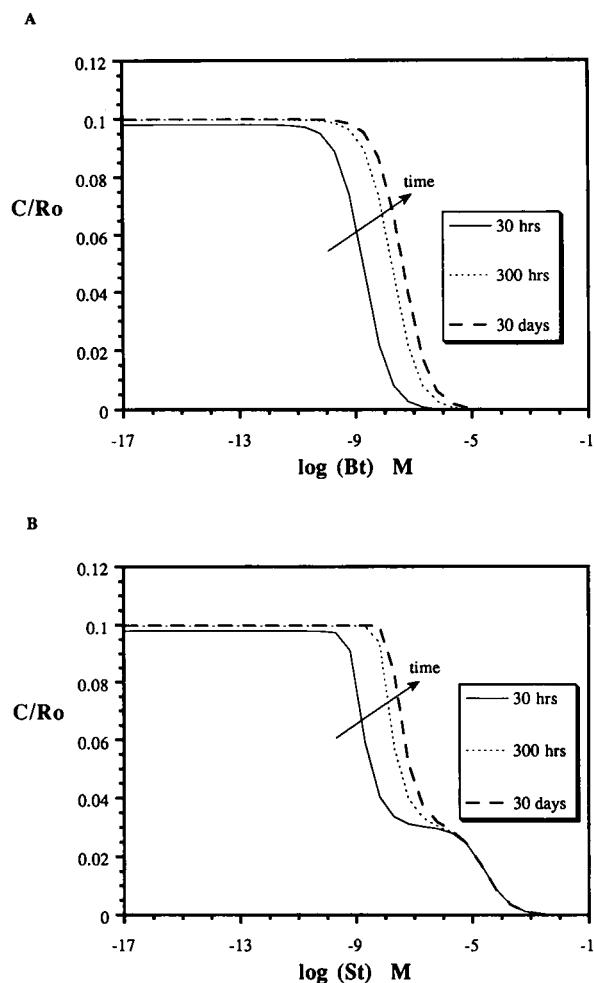 A
0.12
0.1
0.08
C/Ro
0.06
0.04
0.02
0
time
30 hrs
300 hrs
30 days
-17
-13
-9
-5
-1
log (Bt) M
B
0.12
0.1
0.08
C/Ro
0.06
0.04
0.02
0
time
30 hrs
300 hrs
30 days
-17
-13
-9
-5
-1
log (St) M